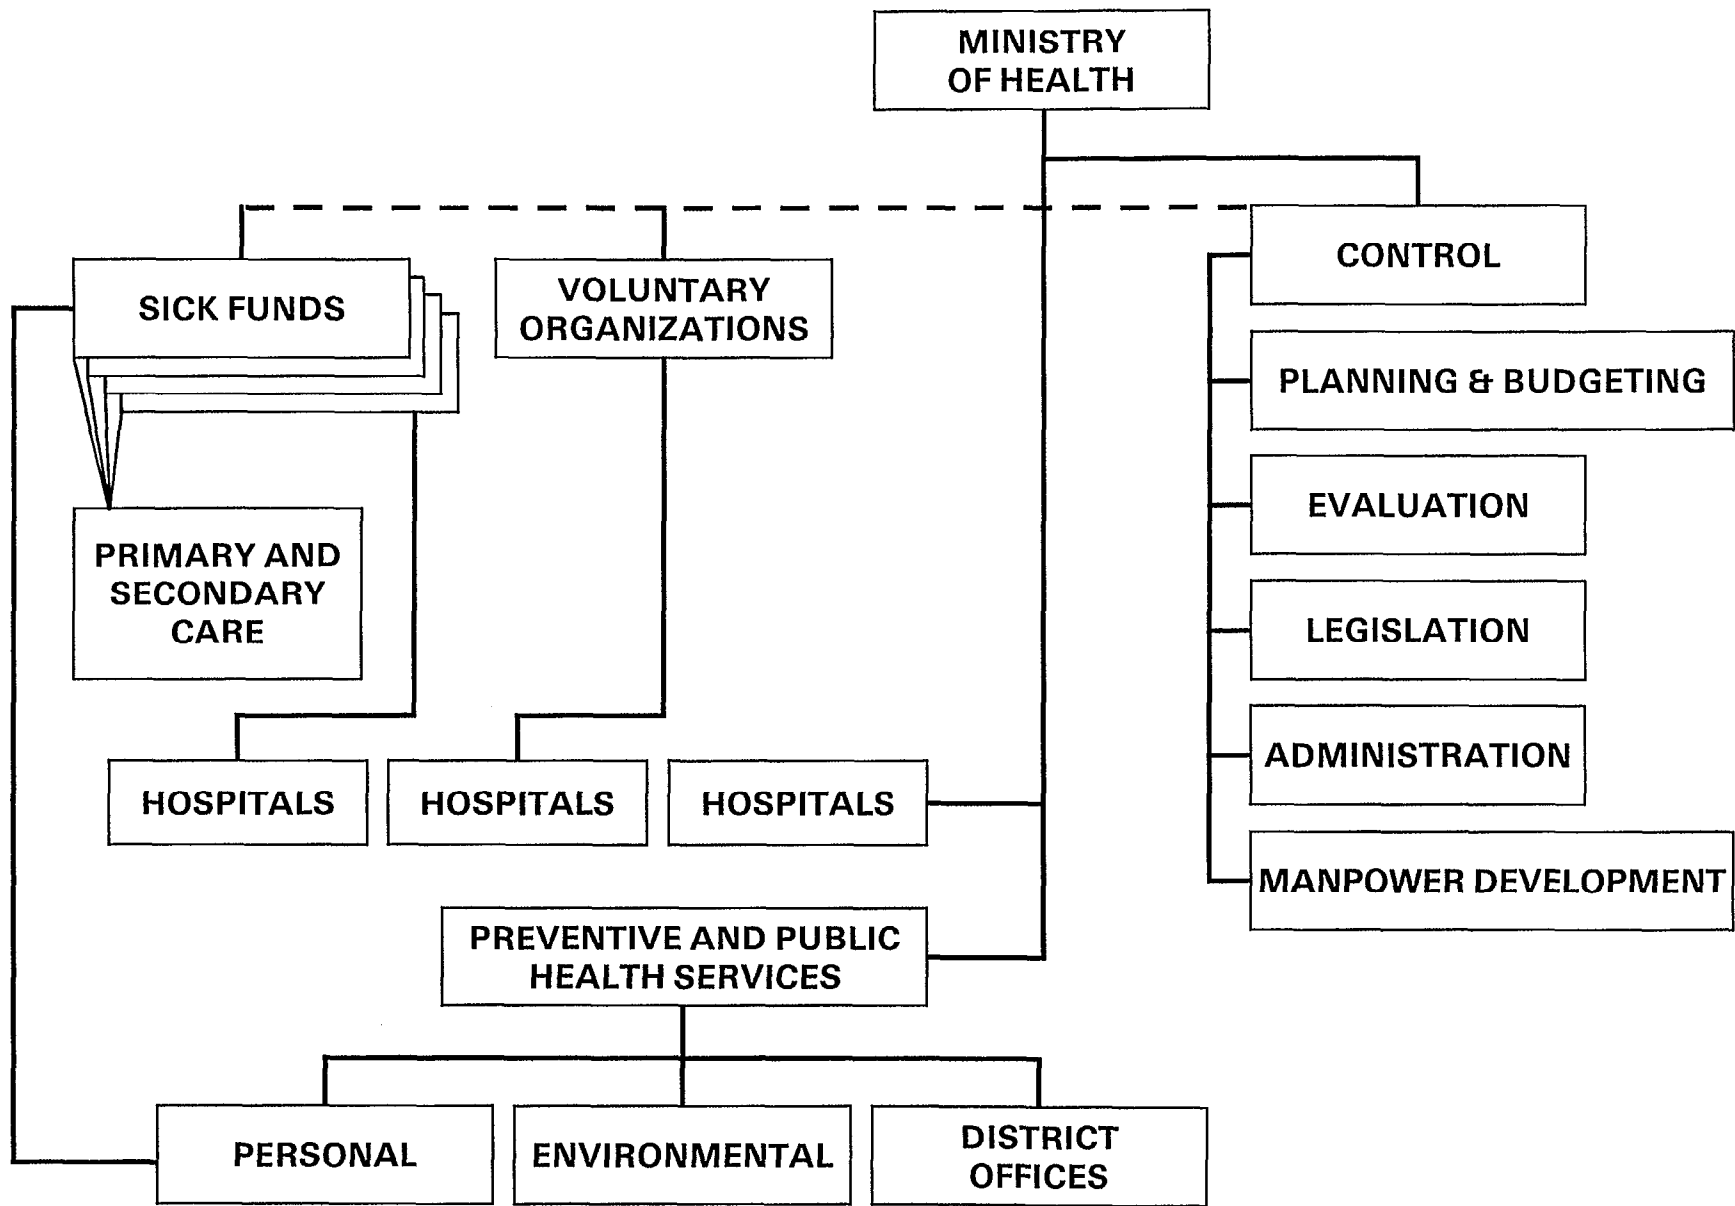 MINISTRY
OF HEALTH
CONTROL
SICK FUNDS
VOLUNTARY
ORGANIZATIONS
PLANNING & BUDGETING
EVALUATION
PRIMARY AND
SECONDARY
CARE
LEGISLATION
ADMINISTRATION
HOSPITALS
HOSPITALS
HOSPITALS
MANPOWER DEVELOPMENT
PREVENTIVE AND PUBLIC
HEALTH SERVICES
PERSONAL
ENVIRONMENTAL
DISTRICT
OFFICES